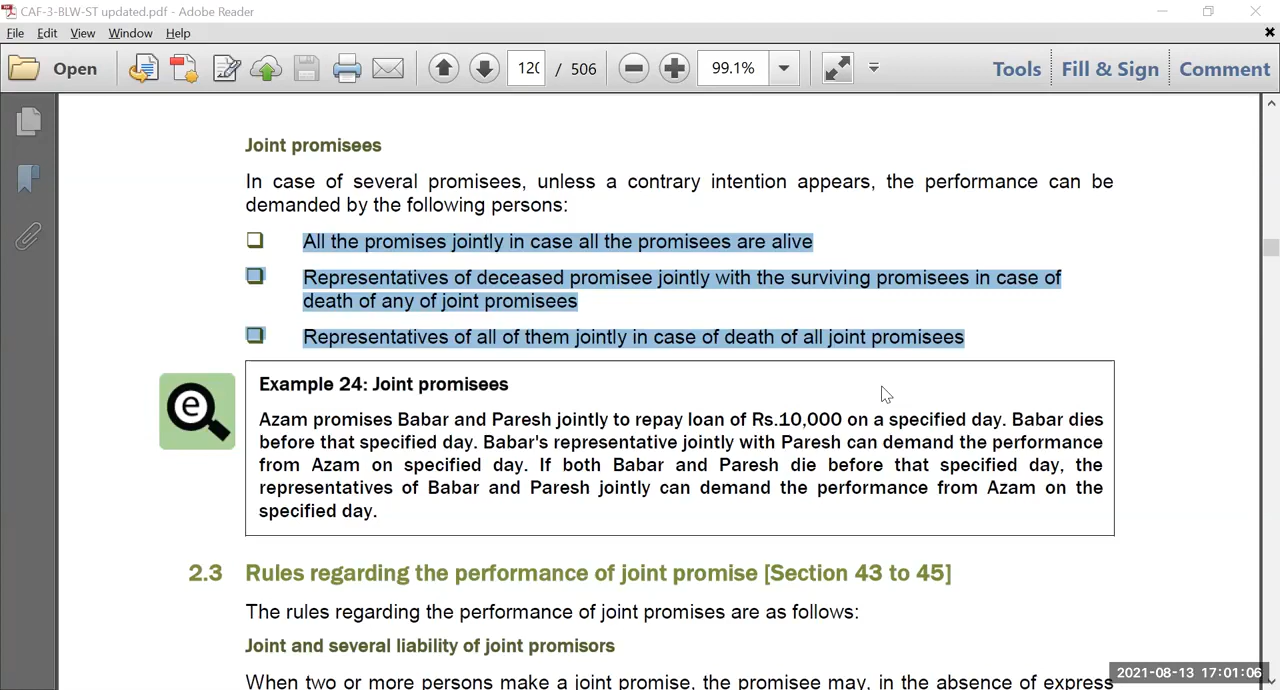 CAF-3-BLW-ST updated.pdf - Adobe Reader
File Edit View Window Help
Open 120 / 506 99.1% Tools Fill & Sign Comment
Joint promisees
In case of several promisees, unless a contrary intention appears, the performance can be
demanded by the following persons:
All the promises jointly in case all the promisees are alive
Representatives of deceased promisee jointly with the surviving promisees in case of
death of any of joint promisees
Representatives of all of them jointly in case of death of all joint promisees
Example 24: Joint promisees
Azam promises Babar and Paresh jointly to repay loan of Rs.10,000 on a specified day. Babar dies
before that specified day. Babar's representative jointly with Paresh can demand the performance
from Azam on specified day. If both Babar and Paresh die before that specified day, the
representatives of Babar and Paresh jointly can demand the performance from Azam on the
specified day.
2.3 Rules regarding the performance of joint promise [Section 43 to 45]
The rules regarding the performance of joint promises are as follows:
Joint and several liability of joint promisors
When two or more persons make a joint promise, the promisee may, in the absence of express
2021-08-13 17:01:06